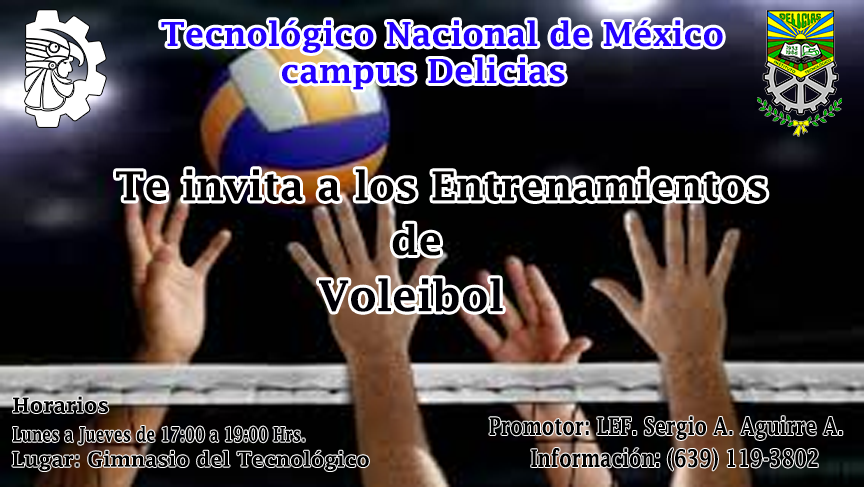 Tecnológico Nacional de México
campus Delicias
DELICIAS
Te invita a los Entrenamientos
de
Voleibol
Horarios
Lunes a Jueves de 17:00 a 19:00 Hrs.
Lugar: Gimnasio del Tecnológico
Promotor: LEF. Sergio A. Aguirre A.
Información: (639) 119-3802